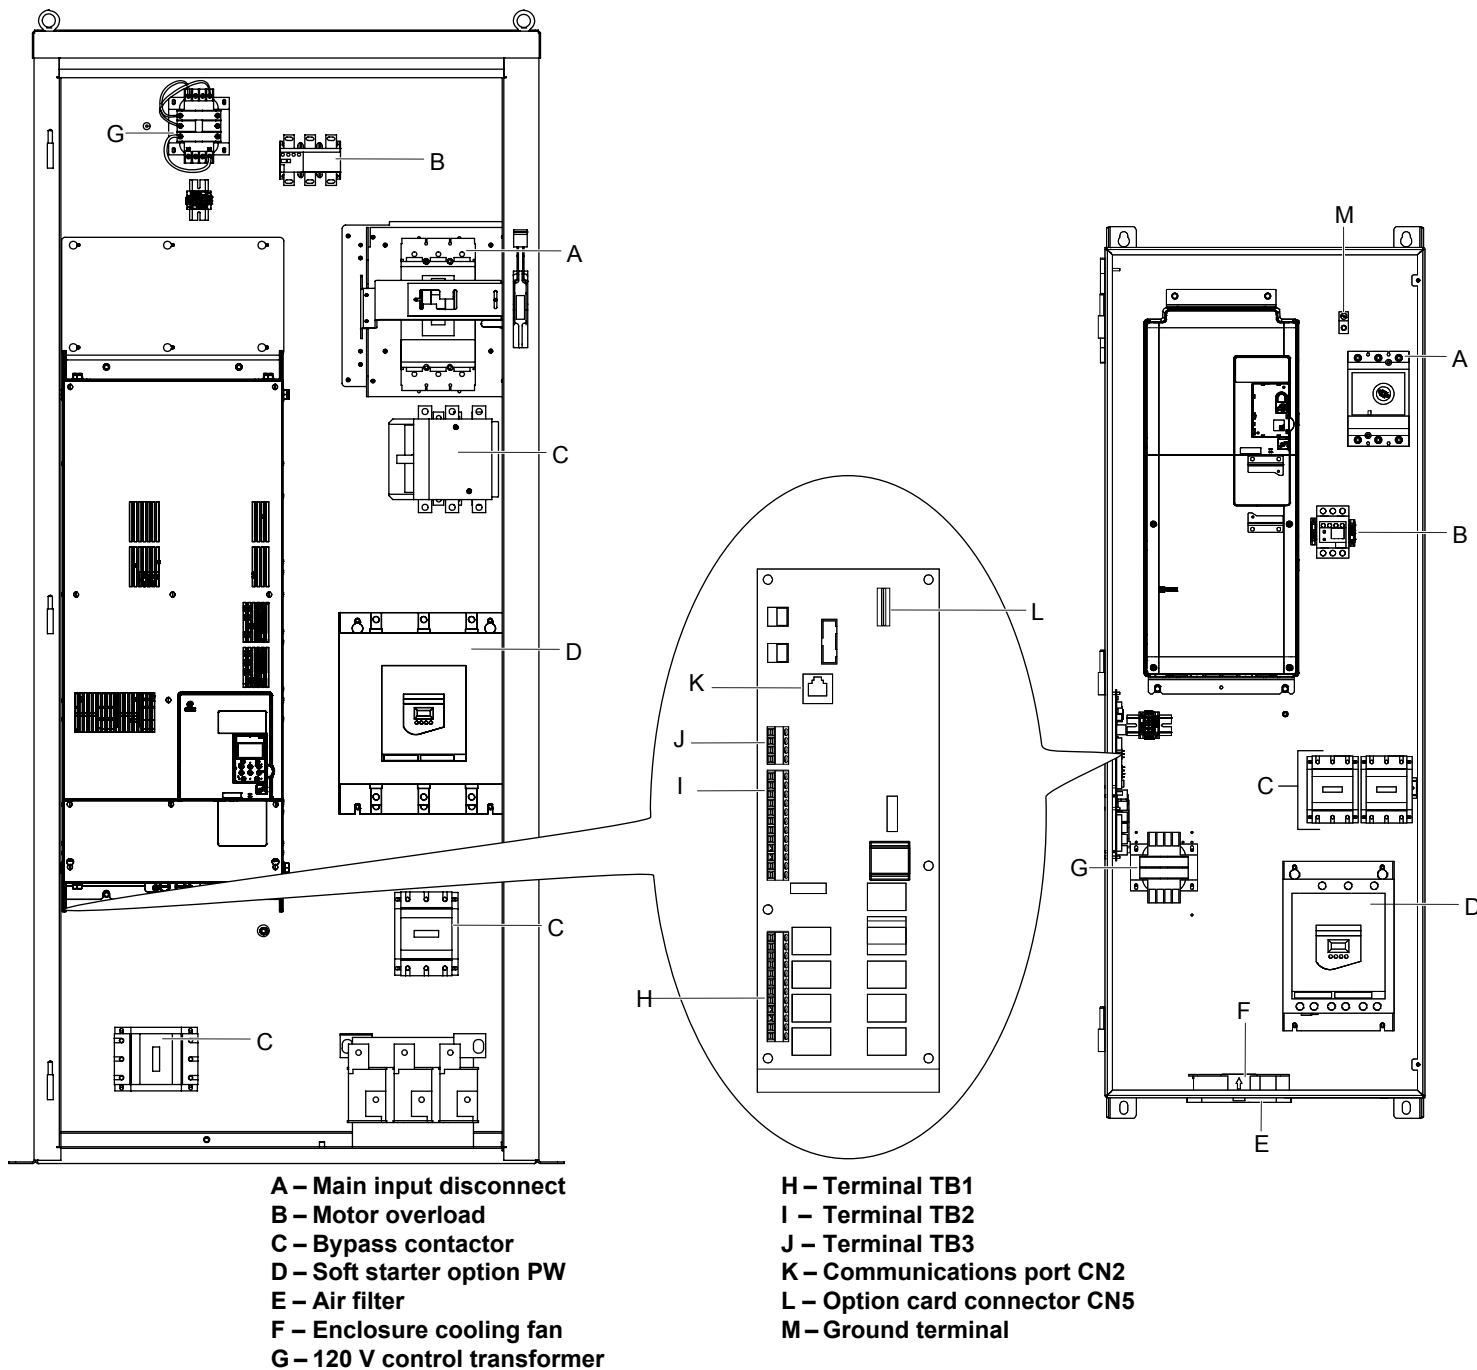 G
B
A
M
A
C
B
L
D
K
J
I
C
G
D
C
H
C
F
E
A – Main input disconnect
B – Motor overload
C – Bypass contactor
D – Soft starter option PW
E – Air filter
F – Enclosure cooling fan
G – 120 V control transformer
H – Terminal TB1
I – Terminal TB2
J – Terminal TB3
K – Communications port CN2
L – Option card connector CN5
M – Ground terminal